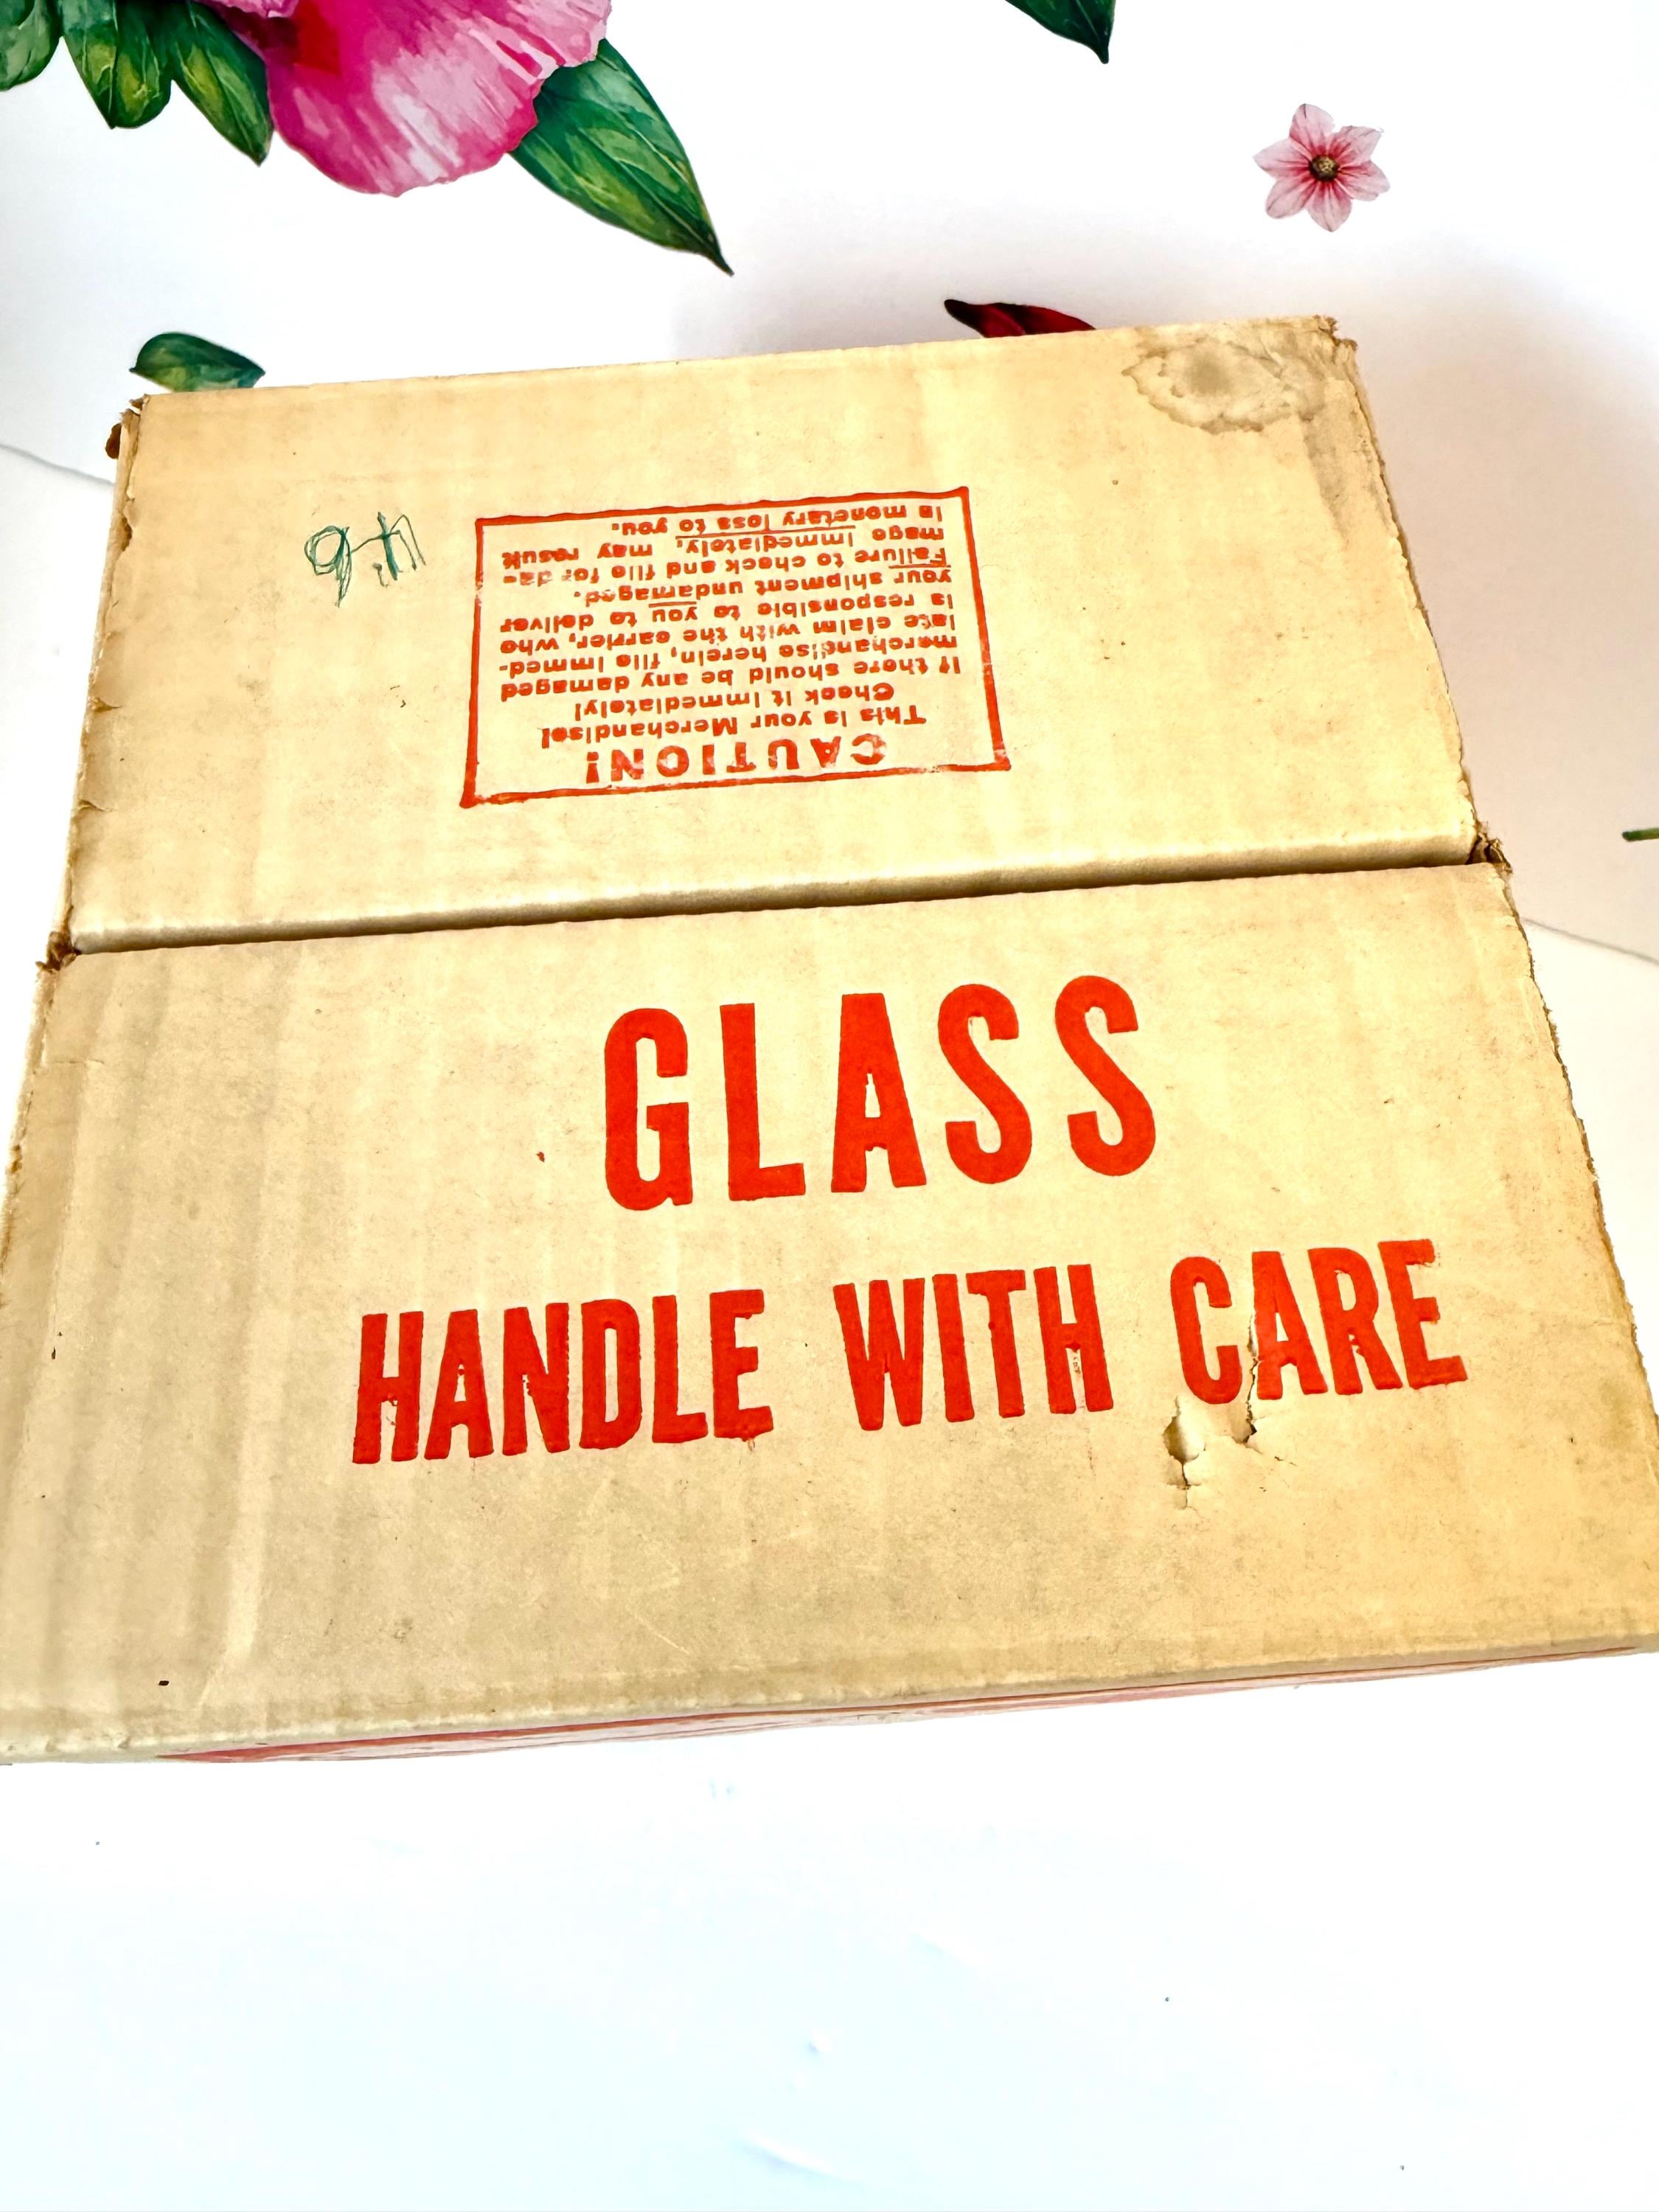 CAUTION!
This is your Merchandise!
Check it immediately!
If there should be any damaged
merchandise herein, file immed-
iate claim with the carrier, who
is responsible to you to deliver
your shipment undamaged.
Failure to check and file for da-
mage immediately, may result
in monetary loss to you.
GLASS
HANDLE WITH CARE